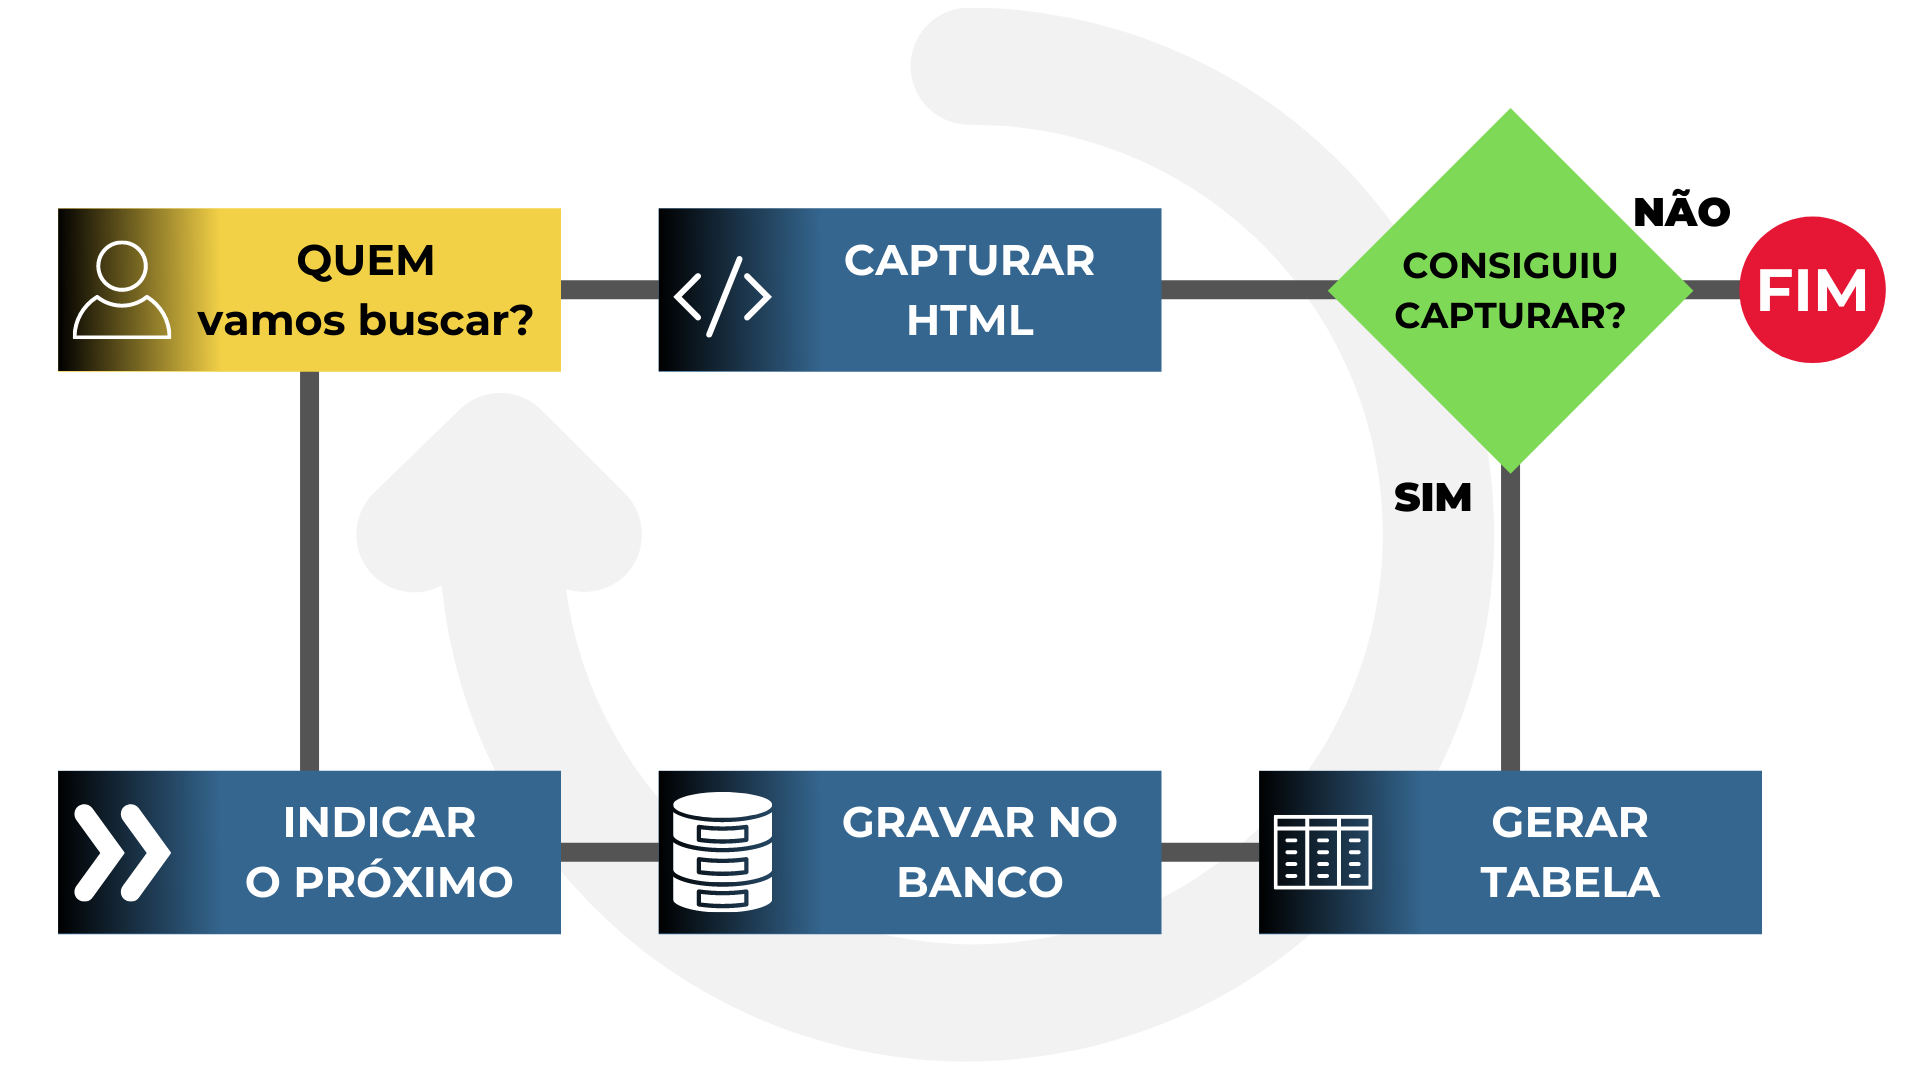 QUEM
vamos buscar?
CAPTURAR
HTML
CONSIGUIU
CAPTURAR?
NÃO
FIM
SIM
INDICAR
O PRÓXIMO
GRAVAR NO
BANCO
GERAR
TABELA